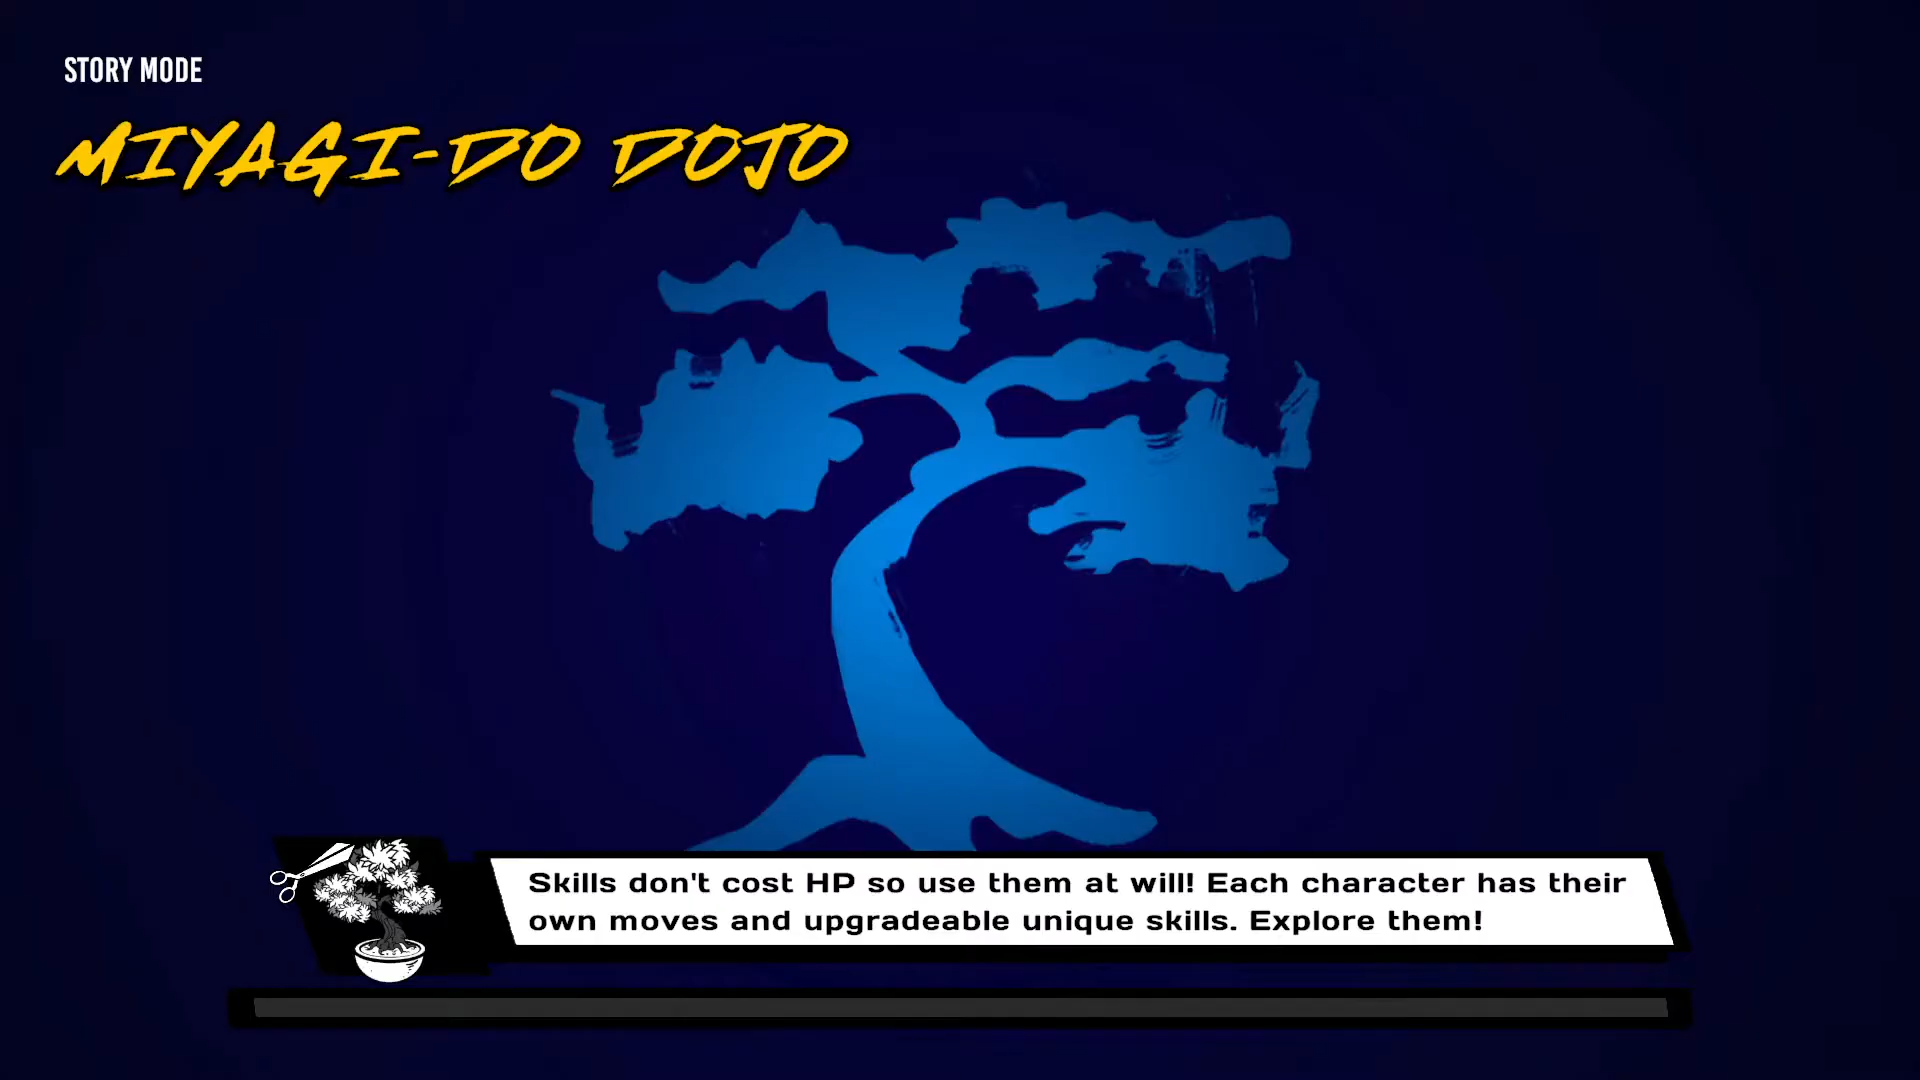 STORY MODE
MIYAGI-DO DOJO
Skills don't cost HP so use them at will! Each character has their
own moves and upgradeable unique skills. Explore them!